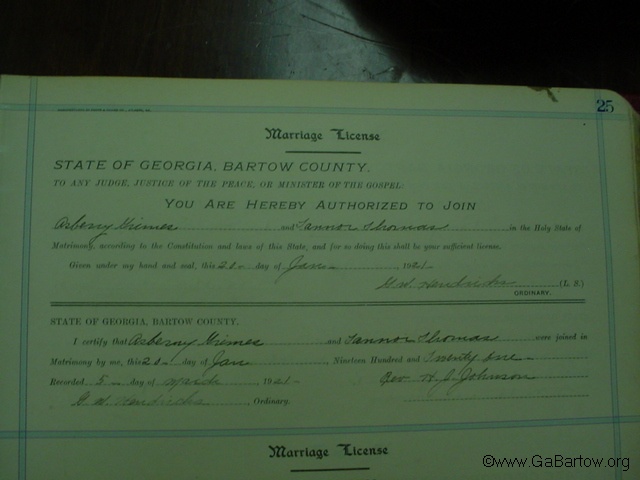 25
Marriage License
STATE OF GEORGIA, BARTOW COUNTY.
TO ANY JUDGE, JUSTICE OF THE PEACE, OR MINISTER OF THE GOSPEL:
YOU ARE HEREBY AUTHORIZED TO JOIN
Asberry Grimes and Fannor Thomas in the Holy State of
Matrimony, according to the Constitution and laws of this State, and for so doing this shall be your sufficient license.
Given under my hand and seal, this 20 day of Jan 1921
G. W. Hendricks (L. S.)
ORDINARY.
STATE OF GEORGIA, BARTOW COUNTY.
I certify that Asberry Grimes and Fannor Thomas were joined in
Matrimony by me, this 20 day of Jan Nineteen Hundred and Twenty one
Recorded 5 day of March 1921 Rev H. J. Johnson
G. W. Hendricks, Ordinary.
Marriage License
©www.GaBartow.org